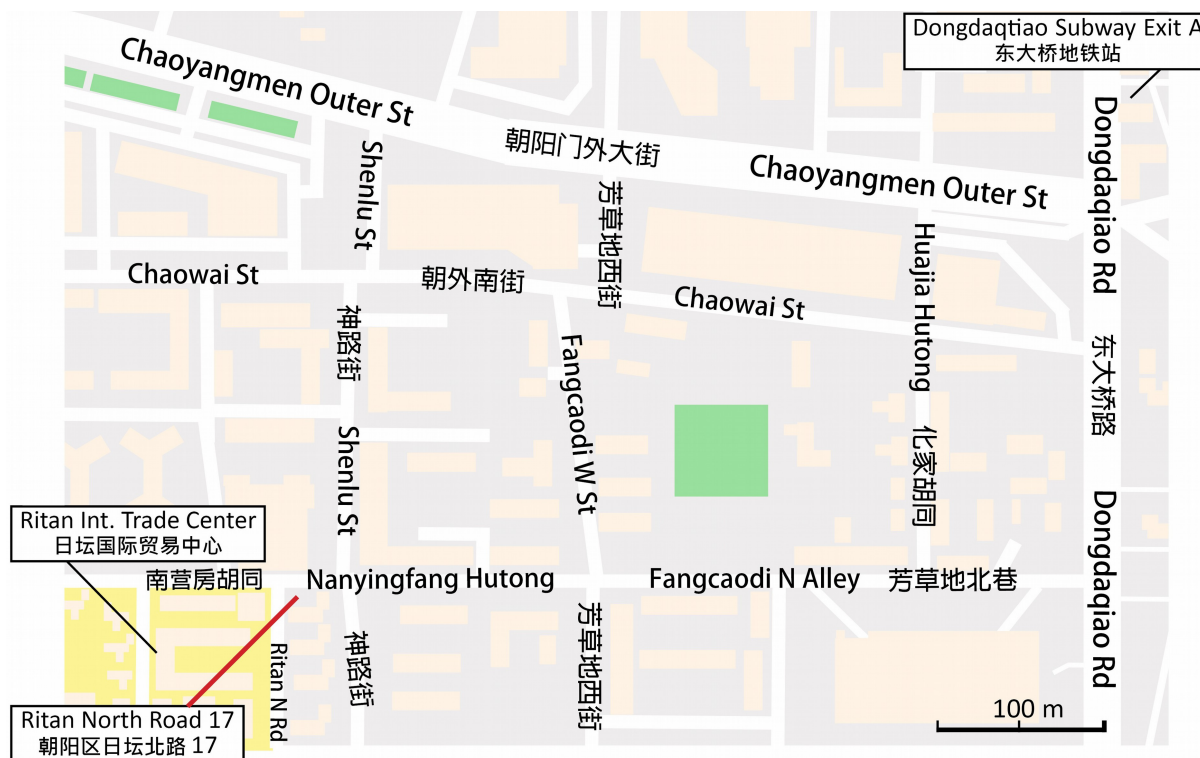 Dongdaqtiao Subway Exit A
东大桥地铁站
Chaoyangmen Outer St
朝阳门外大街
Chaoyangmen Outer St
Dongdaqiao Rd
Shenlu St
芳草地西街
Huajia Hutong
Chaowai St
朝外南街
Chaowai St
神路街
Fangcaodi W St
东大桥路
Shenlu St
化家胡同
Dongdaqiao Rd
Ritan Int. Trade Center
日坛国际贸易中心
南营房胡同
Nanyingfang Hutong
Fangcaodi N Alley
芳草地北巷
Ritan N Rd
神路街
芳草地西街
Ritan North Road 17
朝阳区日坛北路 17
100 m